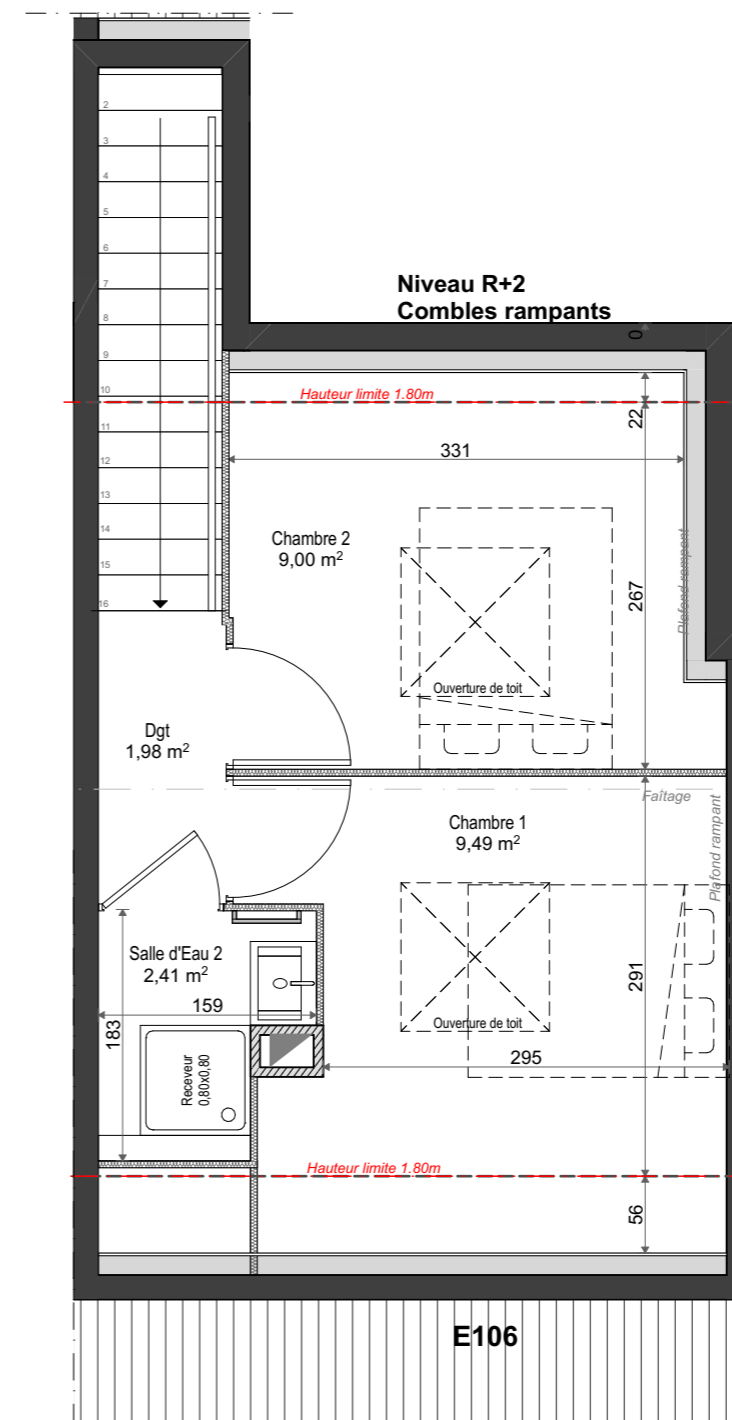 2
3
4
5
6
7
8
9
10
11
12
13
14
15
16
Niveau R+2
Combles rampants
0
Hauteur limite 1.80m
22
331
Chambre 2
9,00 m²
267
Plafond rampant
Ouverture de toit
Dgt
1,98 m²
Faîtage
Plafond rampant
Chambre 1
9,49 m²
Salle d'Eau 2
2,41 m²
159
183
291
Ouverture de toit
295
Receveur
0,80x0,80
Hauteur limite 1.80m
56
E106